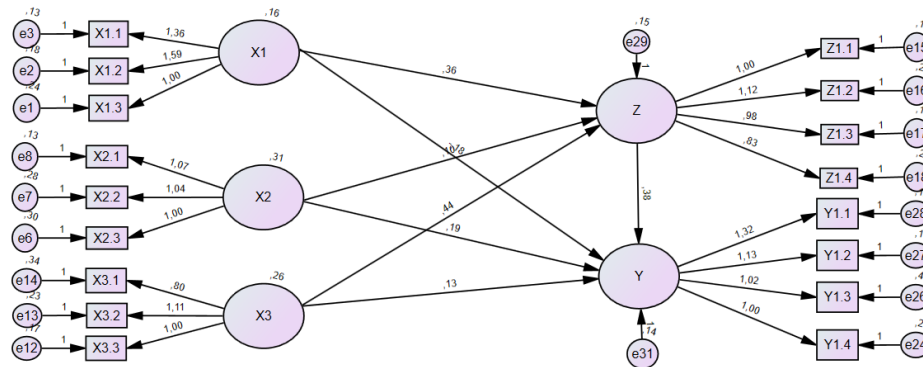 ,13
e3
1
X1.1
1,36
,18
e2
1
X1.2
1,59
,24
e1
1
X1.3
1,00
,16
X1
,13
e8
1
X2.1
1,07
,28
e7
1
X2.2
1,04
,30
e6
1
X2.3
1,00
,31
X2
,34
e14
1
X3.1
,80
,23
e13
1
X3.2
1,11
,17
e12
1
X3.3
1,00
,26
X3
,36
,18
,44
,19
,13
,15
e29
1
Z
,38
Y
1
,14
e31
1,00
Z1.1
1
e15
1,12
Z1.2
1
e16
,98
Z1.3
1
e17
,83
Z1.4
1
e18
1,32
Y1.1
1
e28
1,13
Y1.2
1
e27
1,02
Y1.3
1
e26
1,00
Y1.4
1
e24